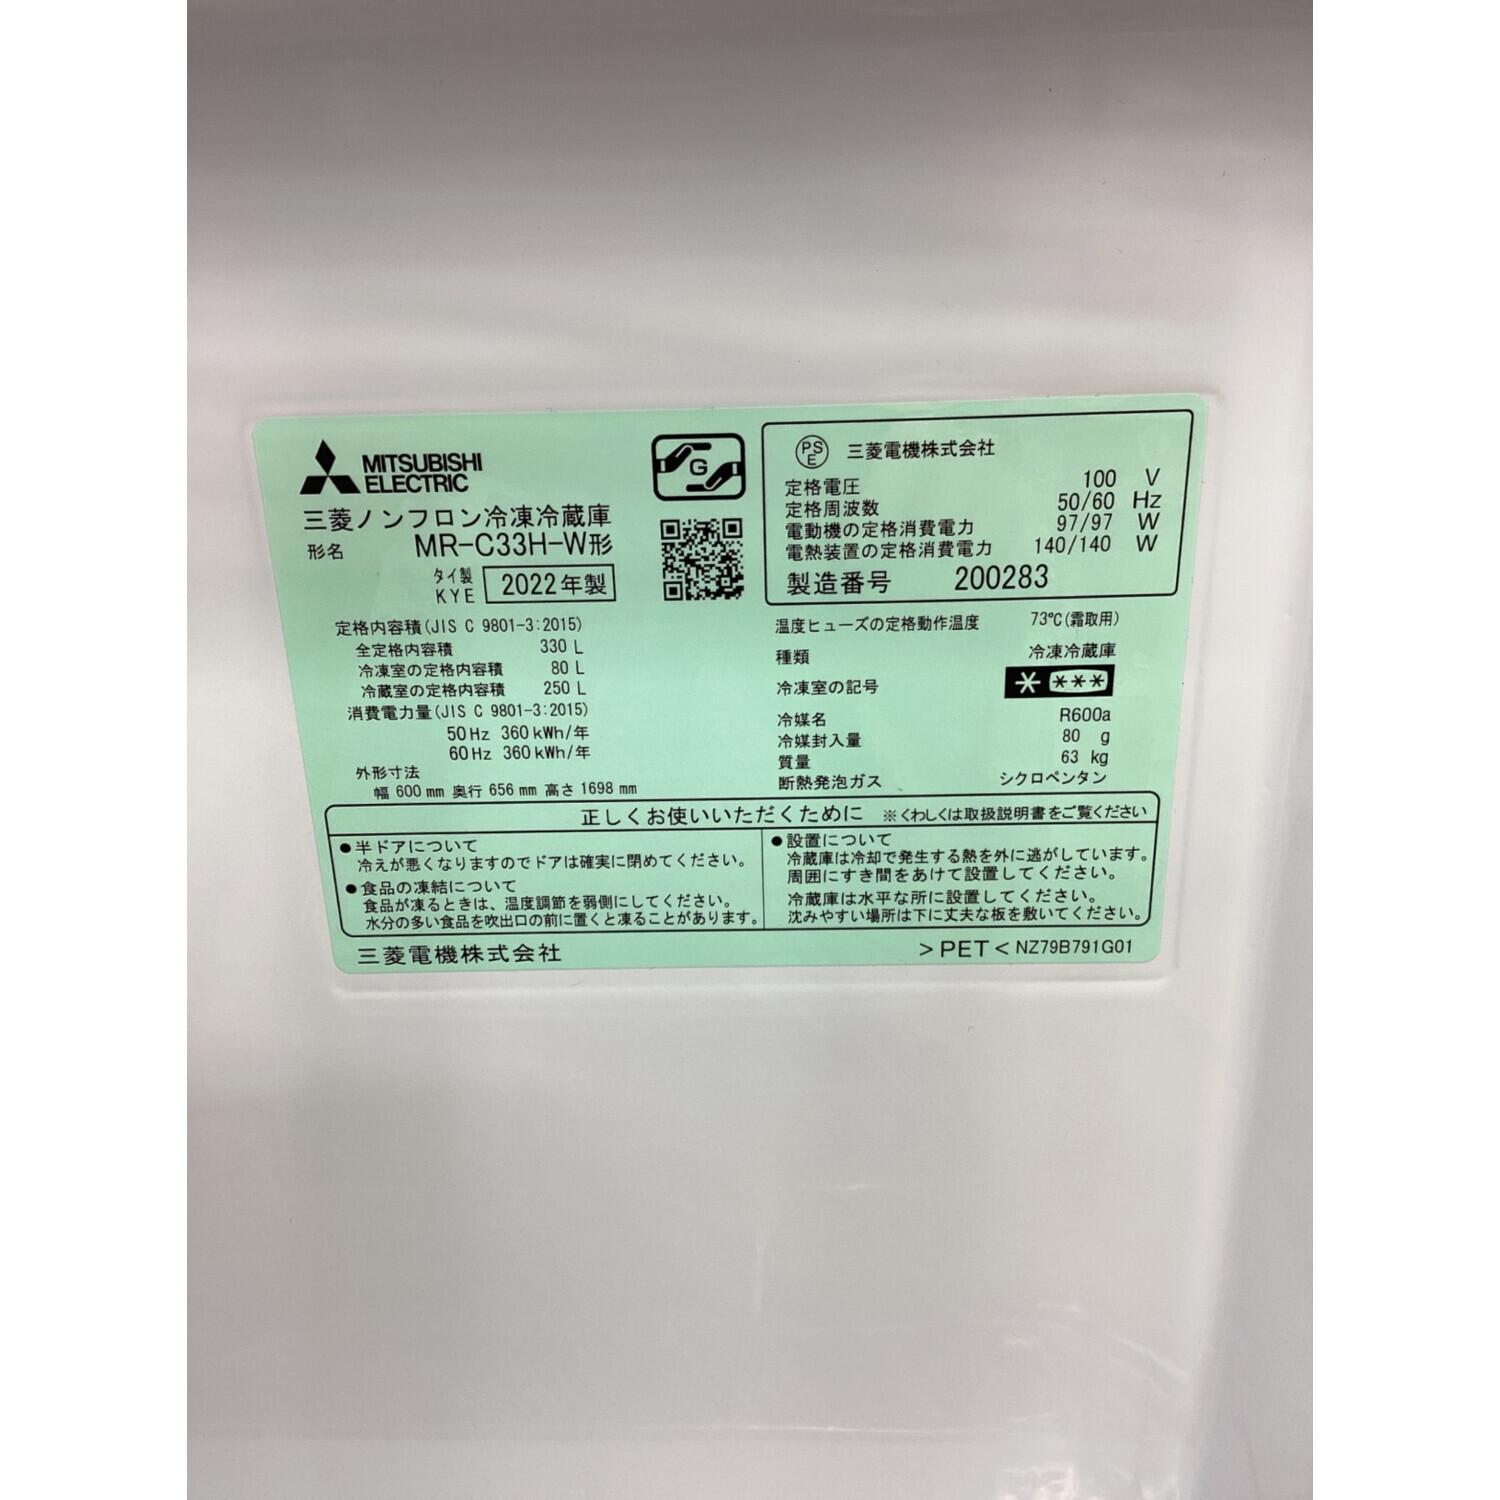 MITSUBISHI
ELECTRIC
三菱ノンフロン冷凍冷蔵庫
形名 MR-C33H-W形
タイ製
KYE 2022年製
G
定格内容積(JIS C 9801-3:2015)
全定格内容積 330 L
冷凍室の定格内容積 80 L
冷蔵室の定格内容積 250 L
消費電力量(JIS C 9801-3:2015)
50Hz 360kWh/年
60Hz 360kWh/年
外形寸法
幅 600 mm 奥行 656 mm 高さ 1698 mm
PS
E 三菱電機株式会社
定格電圧 100 V
定格周波数 50/60 Hz
電動機の定格消費電力 97/97 W
電熱装置の定格消費電力 140/140 W
製造番号 200283
温度ヒューズの定格動作温度 73℃(霜取用)
種類 冷凍冷蔵庫
冷凍室の記号 * ***
冷媒名 R600a
冷媒封入量 80 g
質量 63 kg
断熱発泡ガス シクロペンタン
正しくお使いいただくために ※くわしくは取扱説明書をご覧ください
●半ドアについて
冷えが悪くなりますのでドアは確実に閉めてください。
●食品の凍結について
食品が凍るときは、温度調節を弱側にしてください。
水分の多い食品を吹出口の前に置くと凍ることがあります。
●設置について
冷蔵庫は冷却で発生する熱を外に逃がしています。
周囲にすき間をあけて設置してください。
冷蔵庫は水平な所に設置してください。
沈みやすい場所は下に丈夫な板を敷いてください。
三菱電機株式会社 >PET< NZ79B791G01